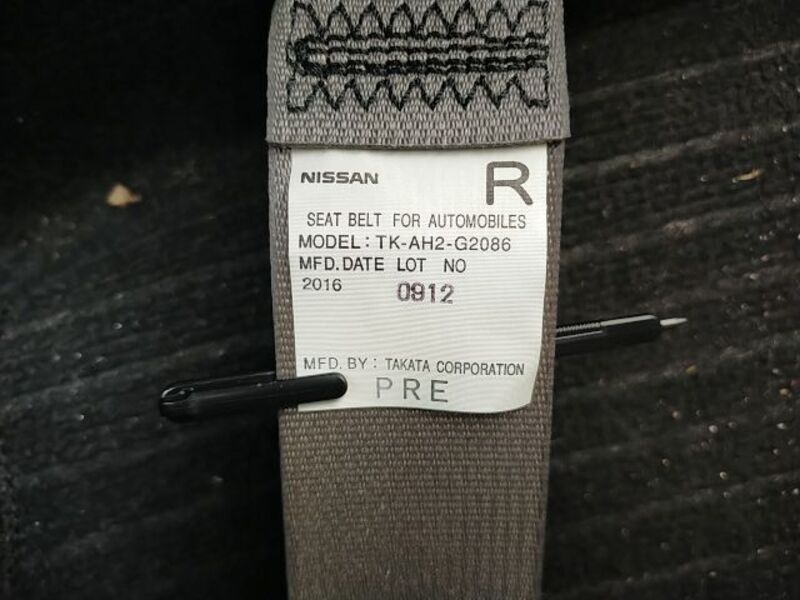 NISSAN R
SEAT BELT FOR AUTOMOBILES
MODEL: TK-AH2-G2086
MFD.DATE LOT NO
2016 0912
MFD. BY: TAKATA CORPORATION
PRE